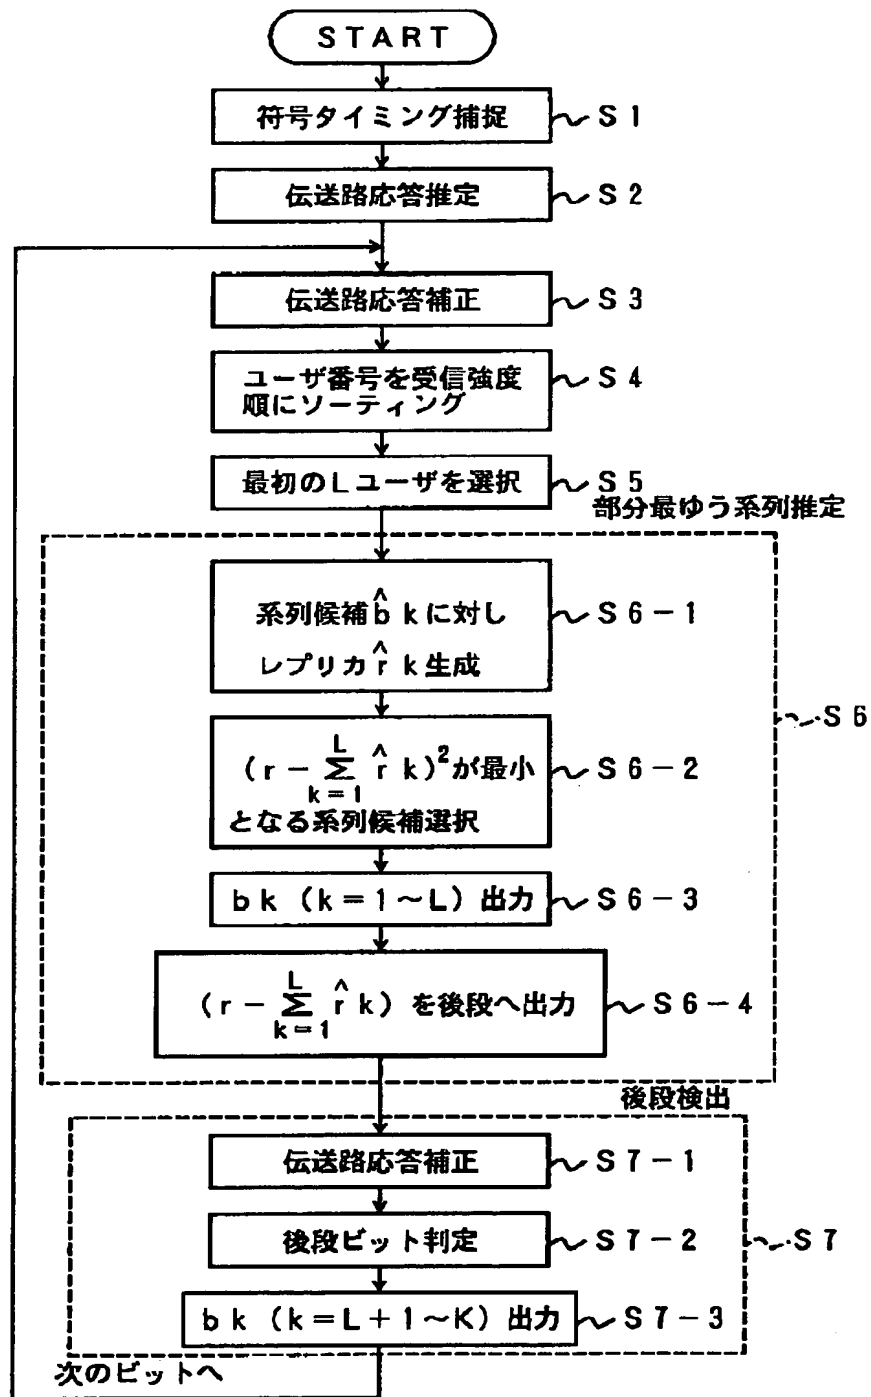 START
符号タイミング捕捉
S1
伝送路応答推定
S2
伝送路応答補正
S3
ユーザ番号を受信強度
順にソーティング
S4
最初のLユーザを選択
S5
部分最ゆう系列推定
系列候補b̂kに対し
レプリカr̂k生成
S6-1
S6
(r-∑[k=1〜L] r̂k)²が最小
となる系列候補選択
S6-2
bk(k=1~L)出力
S6-3
(r-∑[k=1〜L] r̂k)を後段へ出力
S6-4
後段検出
伝送路応答補正
S7-1
後段ビット判定
S7-2
S7
bk(k=L+1~K)出力
S7-3
次のビットへ